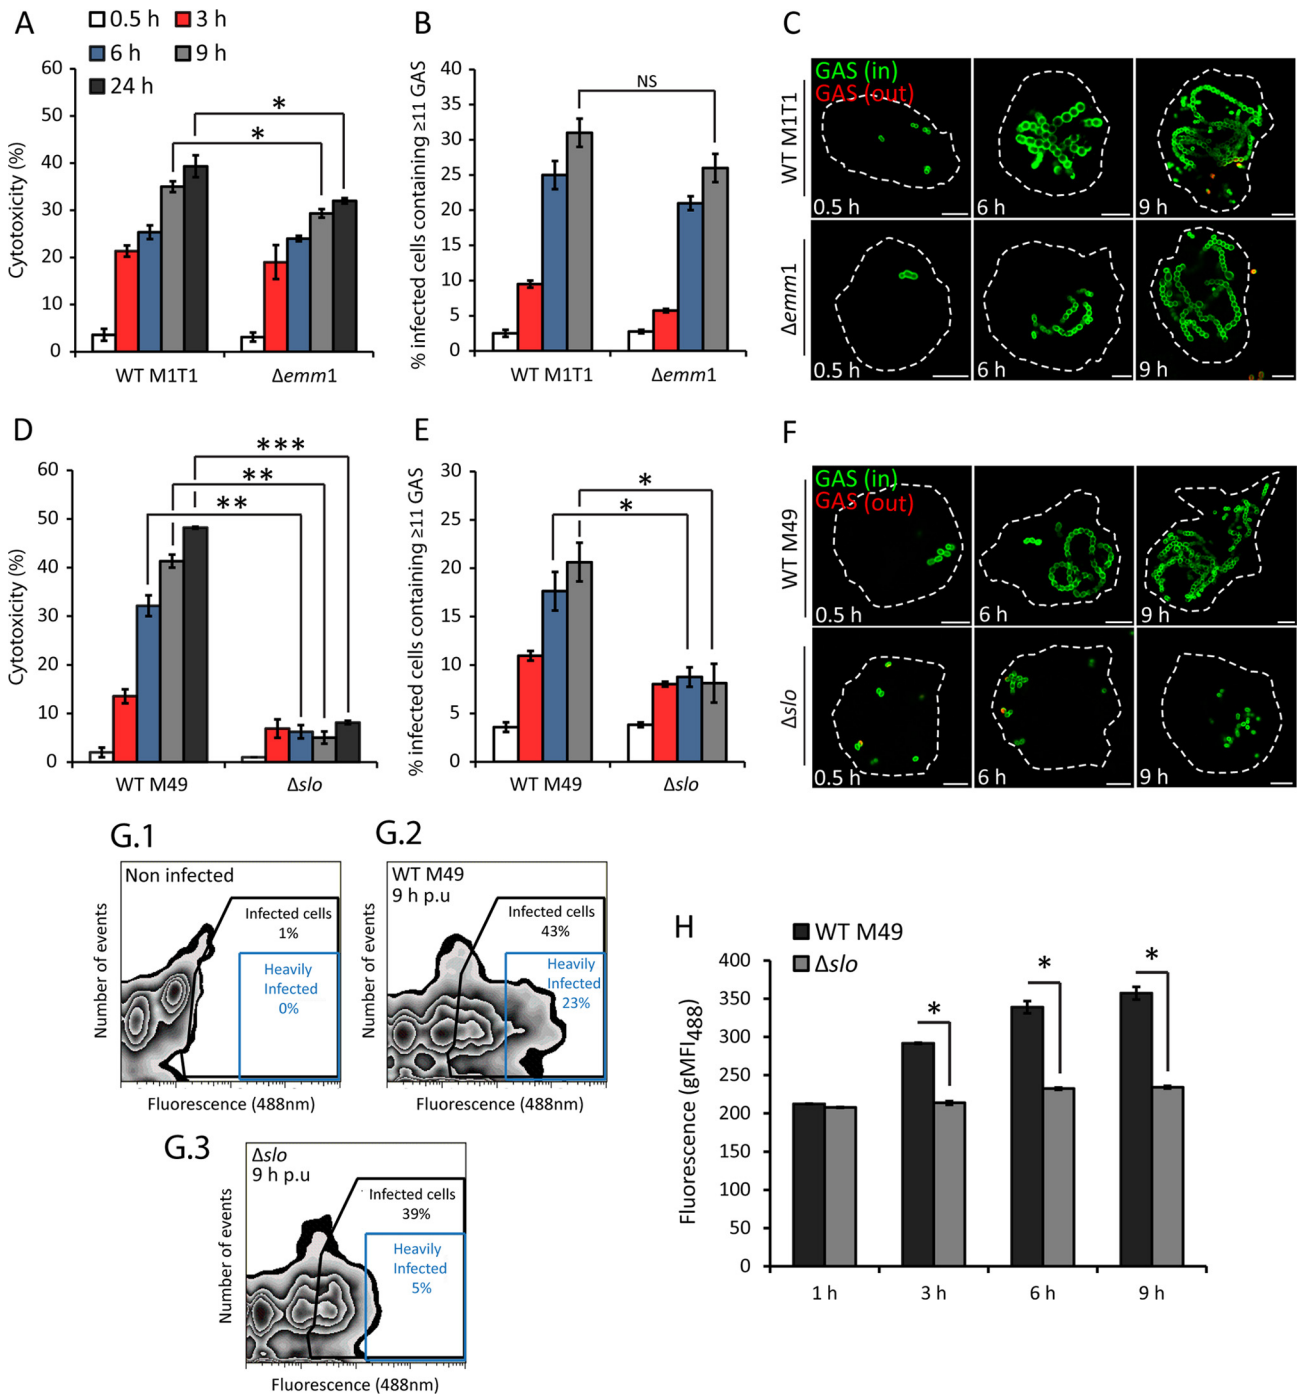 A
0.5 h
3 h
6 h
9 h
24 h
Cytotoxicity (%)
60
50
40
30
20
10
0
*
*
WT M1T1
Δemm1
B
% infected cells containing ≥11 GAS
40
35
30
25
20
15
10
5
0
NS
WT M1T1
Δemm1
C
GAS (in)
GAS (out)
WT M1T1
0.5 h
6 h
9 h
Δemm1
0.5 h
6 h
9 h
D
Cytotoxicity (%)
60
50
40
30
20
10
0
***
**
**
WT M49
Δslo
E
% infected cells containing ≥11 GAS
30
25
20
15
10
5
0
*
*
WT M49
Δslo
F
GAS (in)
GAS (out)
WT M49
0.5 h
6 h
9 h
Δslo
0.5 h
6 h
9 h
G.1
Non infected
Infected cells
1%
Heavily
Infected
0%
Number of events
Fluorescence (488nm)
G.2
WT M49
9 h p.u
Infected cells
43%
Heavily
Infected
23%
Number of events
Fluorescence (488nm)
G.3
Δslo
9 h p.u
Infected cells
39%
Heavily
Infected
5%
Number of events
Fluorescence (488nm)
H
WT M49
Δslo
Fluorescence (gMFI488)
400
350
300
250
200
150
100
50
0
*
*
*
1 h
3 h
6 h
9 h